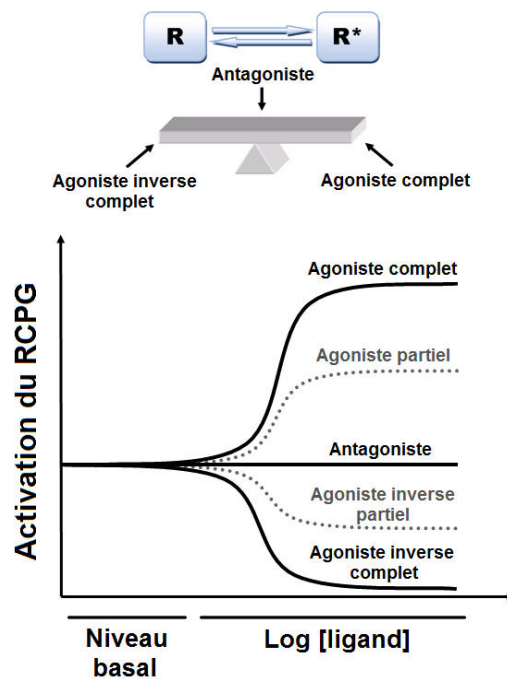 R
R*
Antagoniste
Agoniste inverse
complet
Agoniste complet
Activation du RCPG
Agoniste complet
Agoniste partiel
Antagoniste
Agoniste inverse
partiel
Agoniste inverse
complet
Niveau
basal
Log [ligand]